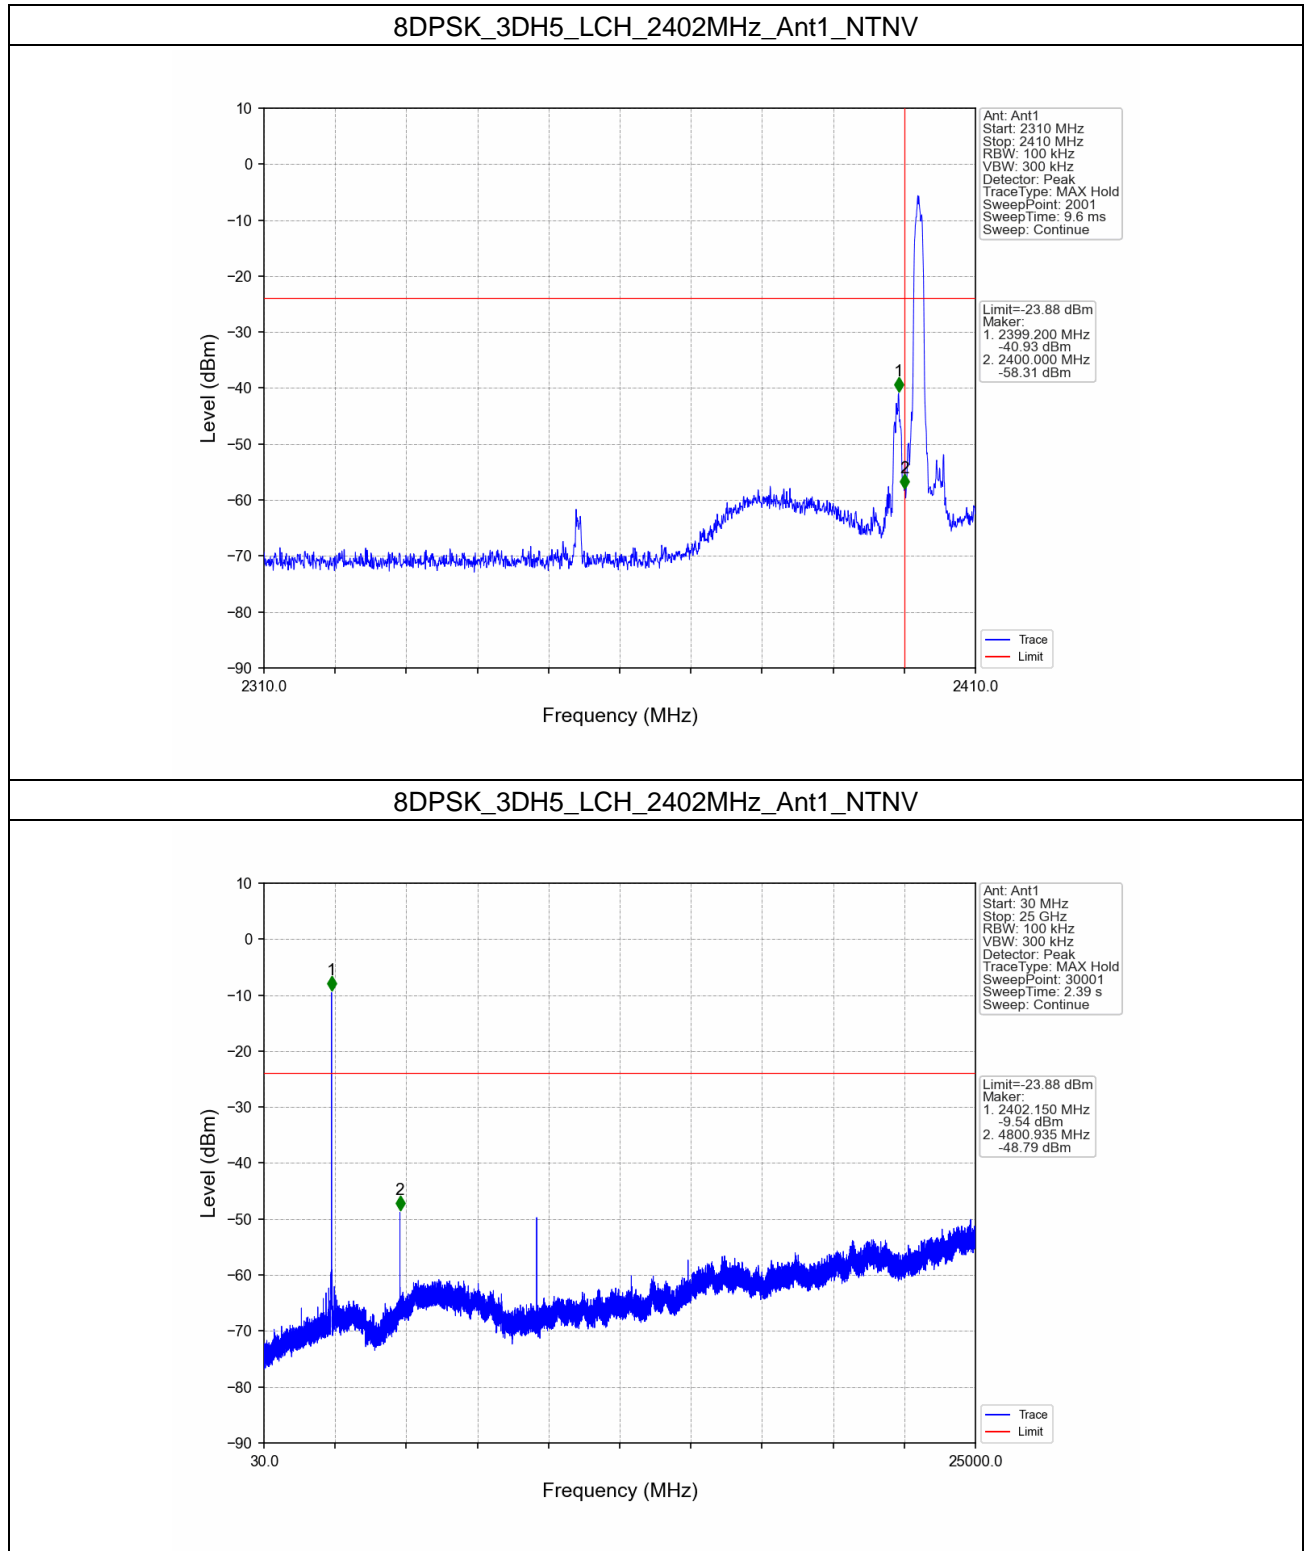 8DPSK_3DH5_LCH_2402MHz_Ant1_NTNV
10
0
−10
−20
−30
−40
−50
−60
−70
−80
−90
Level (dBm)
2310.0
2410.0
Frequency (MHz)
1
2
Ant: Ant1
Start: 2310 MHz
Stop: 2410 MHz
RBW: 100 kHz
VBW: 300 kHz
Detector: Peak
TraceType: MAX Hold
SweepPoint: 2001
SweepTime: 9.6 ms
Sweep: Continue
Limit=-23.88 dBm
Maker:
1. 2399.200 MHz
-40.93 dBm
2. 2400.000 MHz
-58.31 dBm
Trace
Limit
8DPSK_3DH5_LCH_2402MHz_Ant1_NTNV
10
0
−10
−20
−30
−40
−50
−60
−70
−80
−90
Level (dBm)
30.0
25000.0
Frequency (MHz)
1
2
Ant: Ant1
Start: 30 MHz
Stop: 25 GHz
RBW: 100 kHz
VBW: 300 kHz
Detector: Peak
TraceType: MAX Hold
SweepPoint: 30001
SweepTime: 2.39 s
Sweep: Continue
Limit=-23.88 dBm
Maker:
1. 2402.150 MHz
-9.54 dBm
2. 4800.935 MHz
-48.79 dBm
Trace
Limit